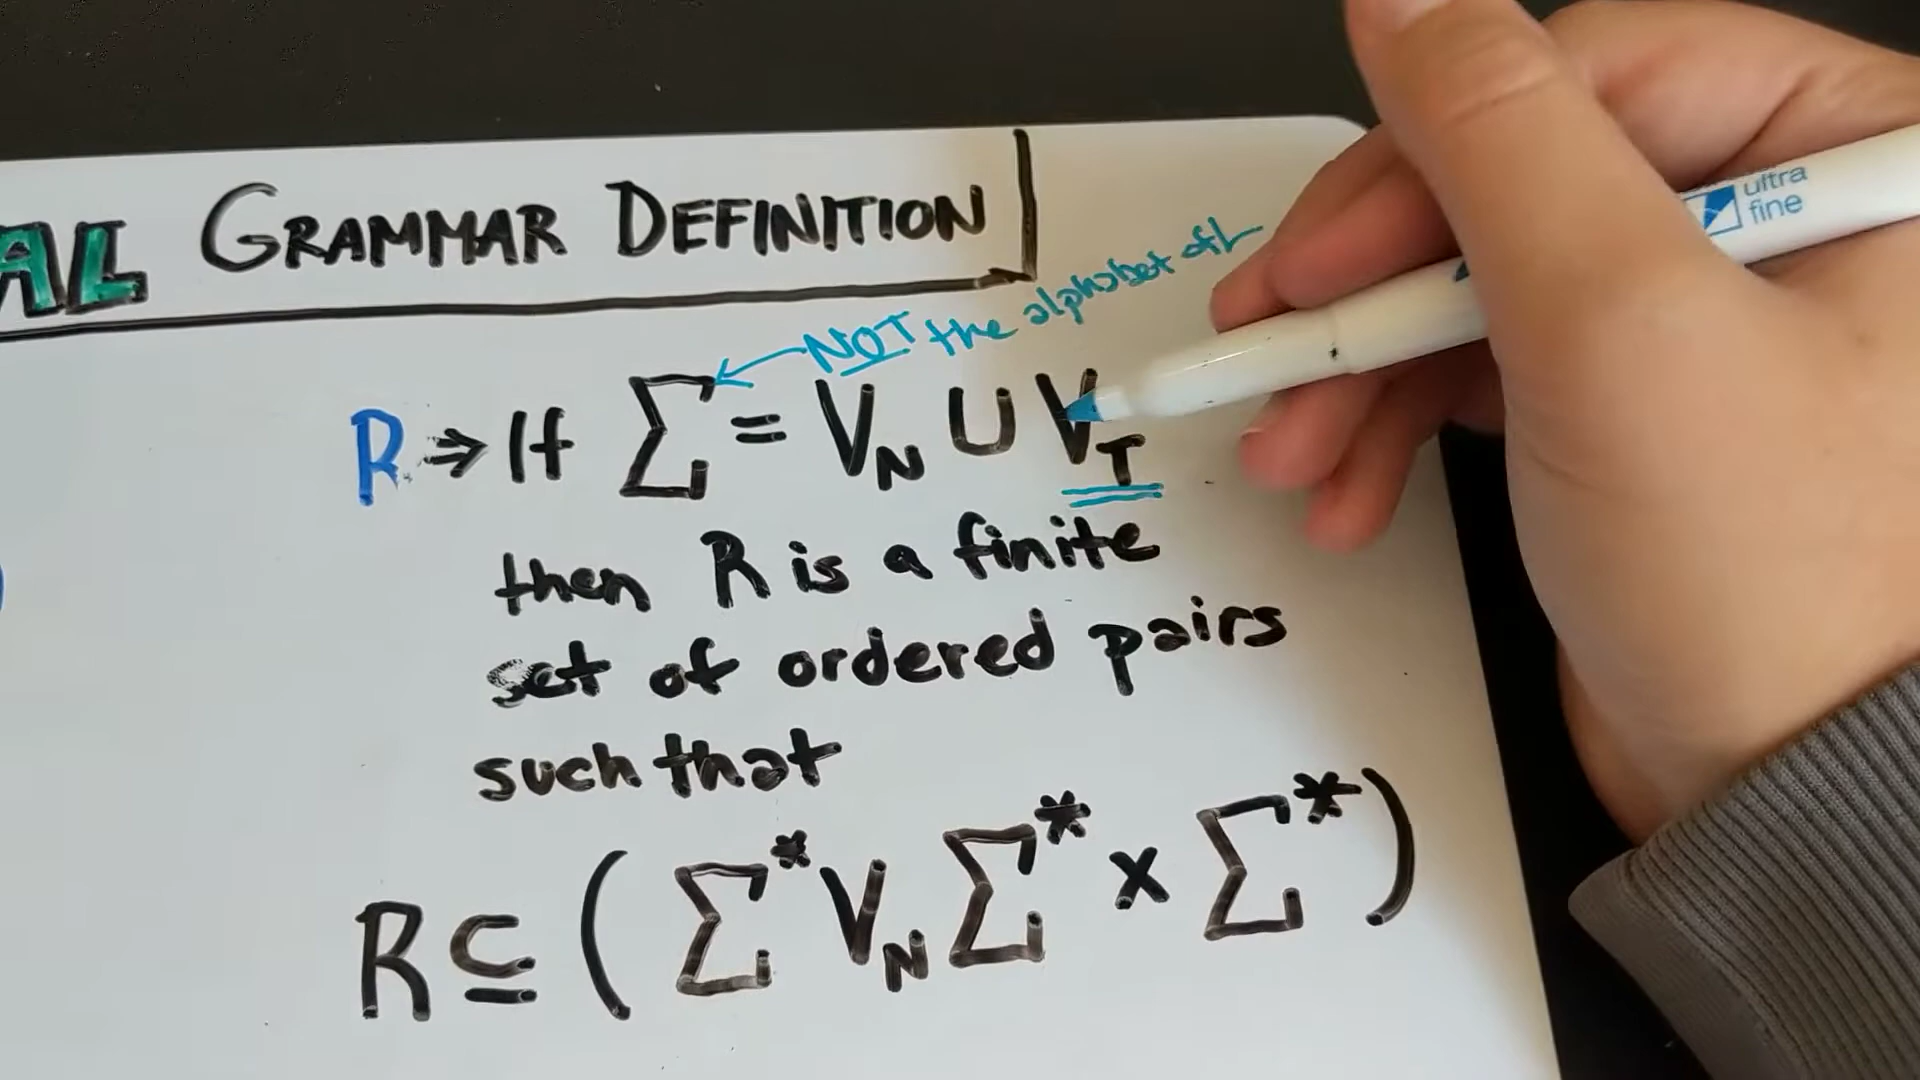 AL GRAMMAR DEFINITION
NOT the alphabet of L
R ⇒ If Σ = V_N ∪ V_T
then R is a finite
set of ordered pairs
such that
R ⊆ (Σ* V_N Σ* × Σ*)
ultra
fine